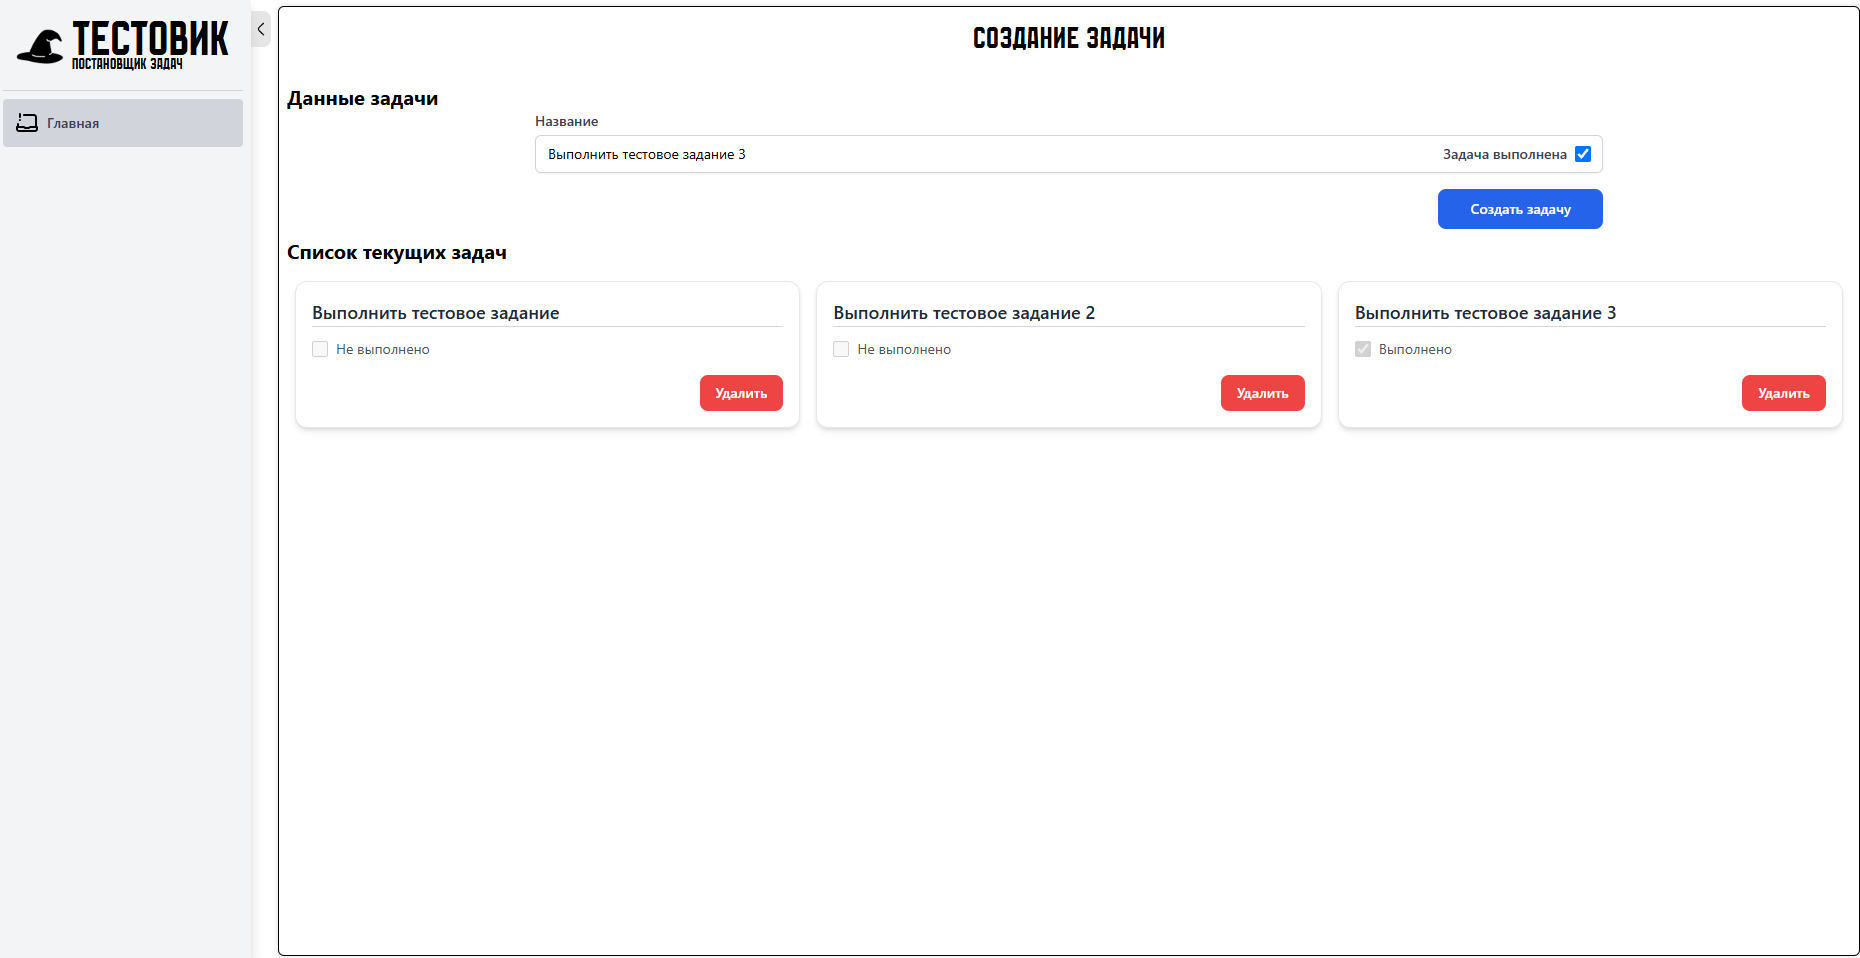 ТЕСТОВИК
ПОСТАНОВЩИК ЗАДАЧ
Главная
СОЗДАНИЕ ЗАДАЧИ
Данные задачи
Название
Выполнить тестовое задание 3
Задача выполнена
Создать задачу
Список текущих задач
Выполнить тестовое задание
Не выполнено
Удалить
Выполнить тестовое задание 2
Не выполнено
Удалить
Выполнить тестовое задание 3
Выполнено
Удалить